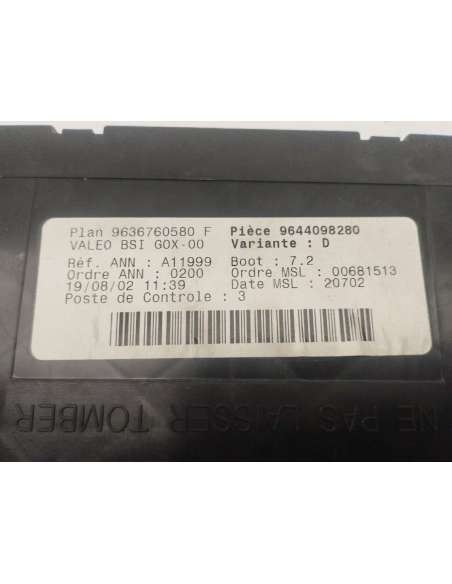 Plan 9636760580 F Pièce 9644098280
VALEO BSI GOX-00 Variante : D
Réf. ANN : A11999 Boot : 7.2
Ordre ANN : 0200 Ordre MSL : 00681513
19/08/02 11:39 Date MSL : 20702
Poste de Controle : 3
NE PAS LAISSER TOMBER